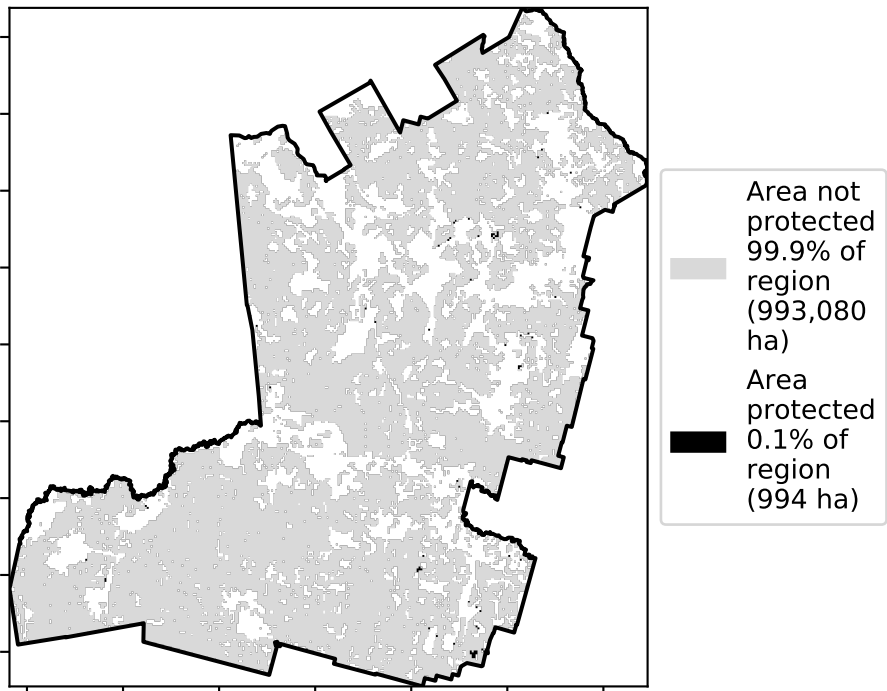 Area not
protected
99.9% of
region
(993,080
ha)
Area
protected
0.1% of
region
(994 ha)